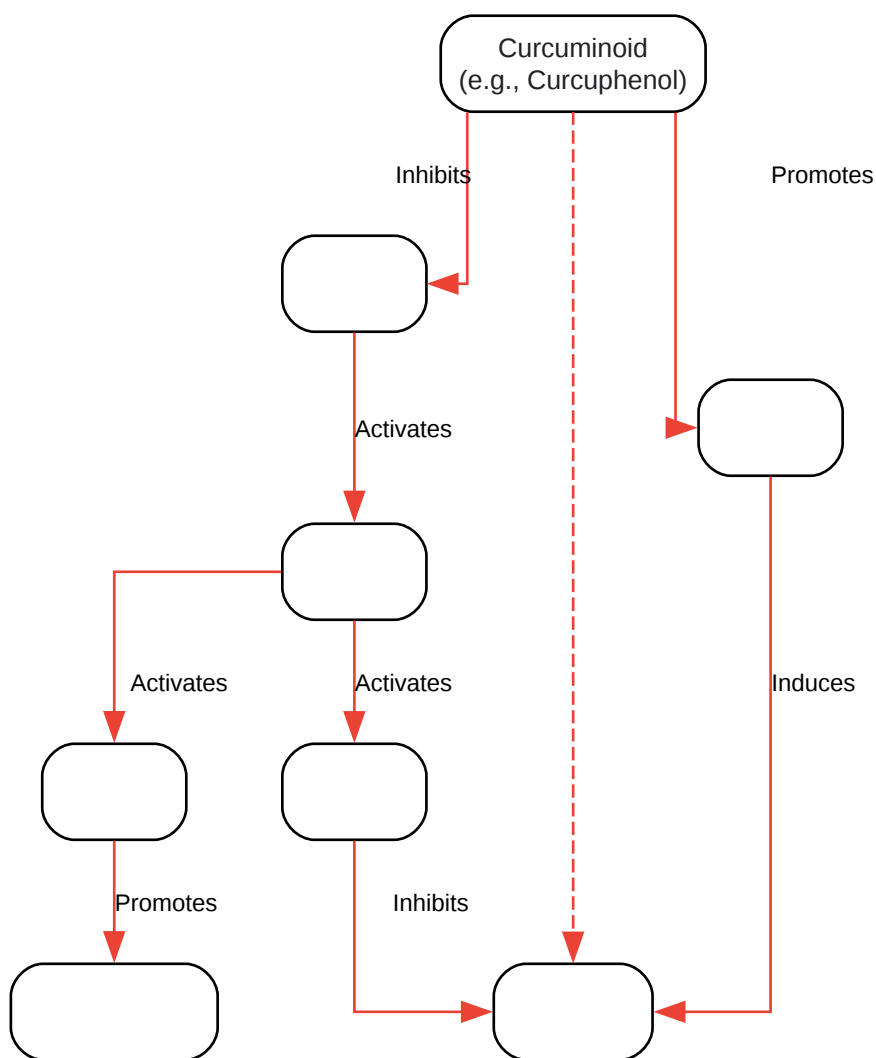 Curcuminoid
(e.g., Curcuphenol)
Inhibits
Promotes
Activates
Activates
Activates
Induces
Promotes
Inhibits